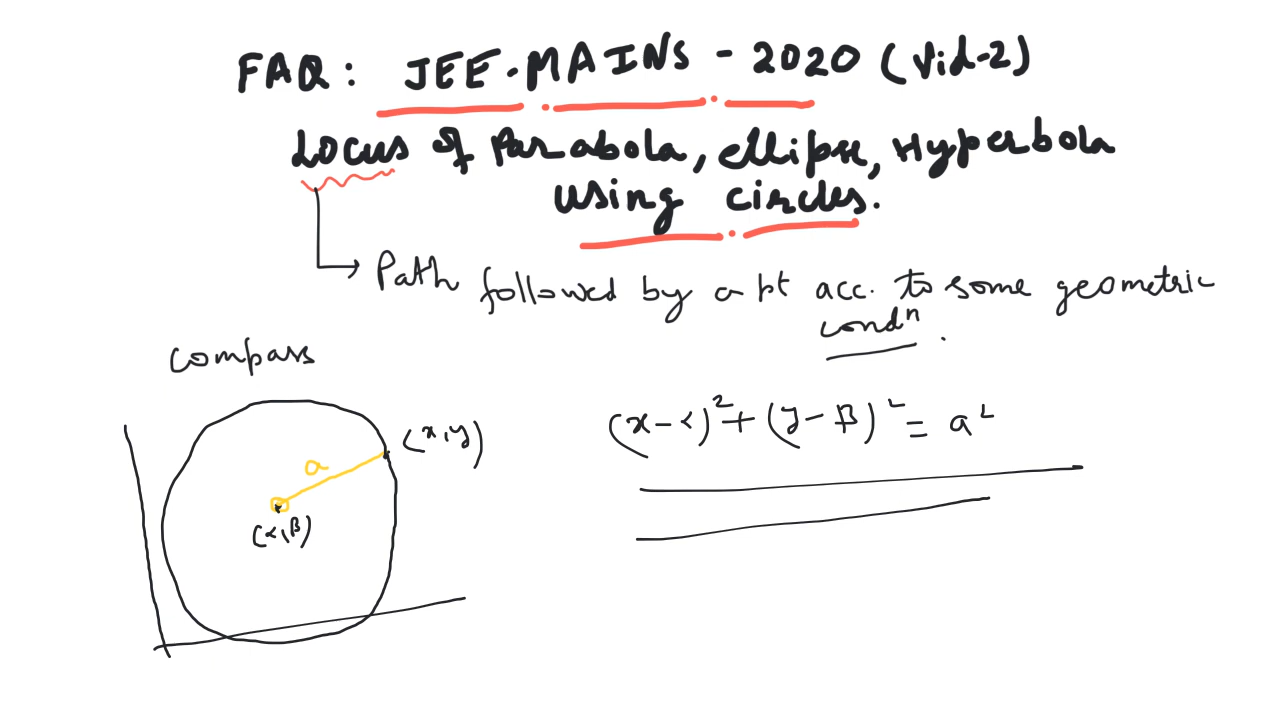 FAQ: JEE.MAINS - 2020 (Vid-2)
Locus of Parabola, ellipse, Hyperbola
using circles.
Path followed by a pt acc. to some geometric
condⁿ.
compass
(x-α)²+(y-β)²=a²
(x,y)
a
(α,β)